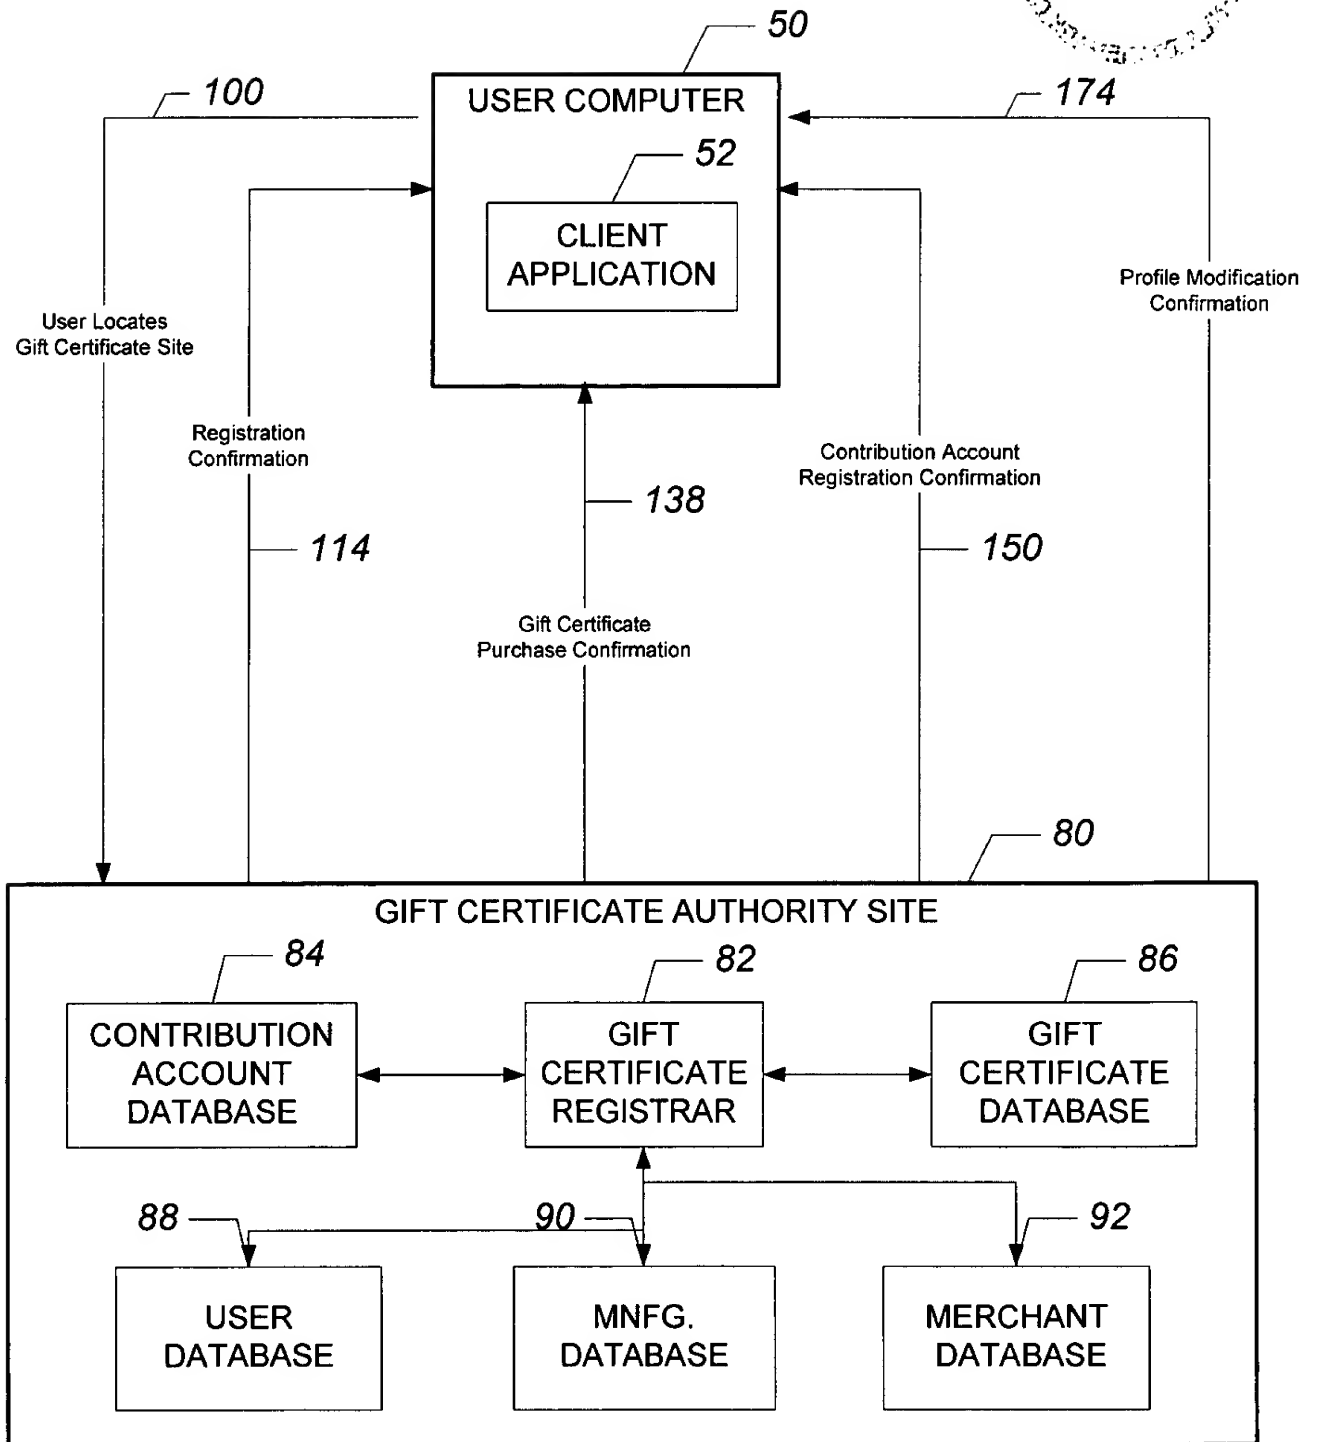 50
100
USER COMPUTER
174
52
CLIENT
APPLICATION
Profile Modification
Confirmation
User Locates
Gift Certificate Site
Registration
Confirmation
Contribution Account
Registration Confirmation
138
114
150
Gift Certificate
Purchase Confirmation
80
GIFT CERTIFICATE AUTHORITY SITE
84
82
86
CONTRIBUTION
ACCOUNT
DATABASE
GIFT
CERTIFICATE
REGISTRAR
GIFT
CERTIFICATE
DATABASE
88
90
92
USER
DATABASE
MNFG.
DATABASE
MERCHANT
DATABASE